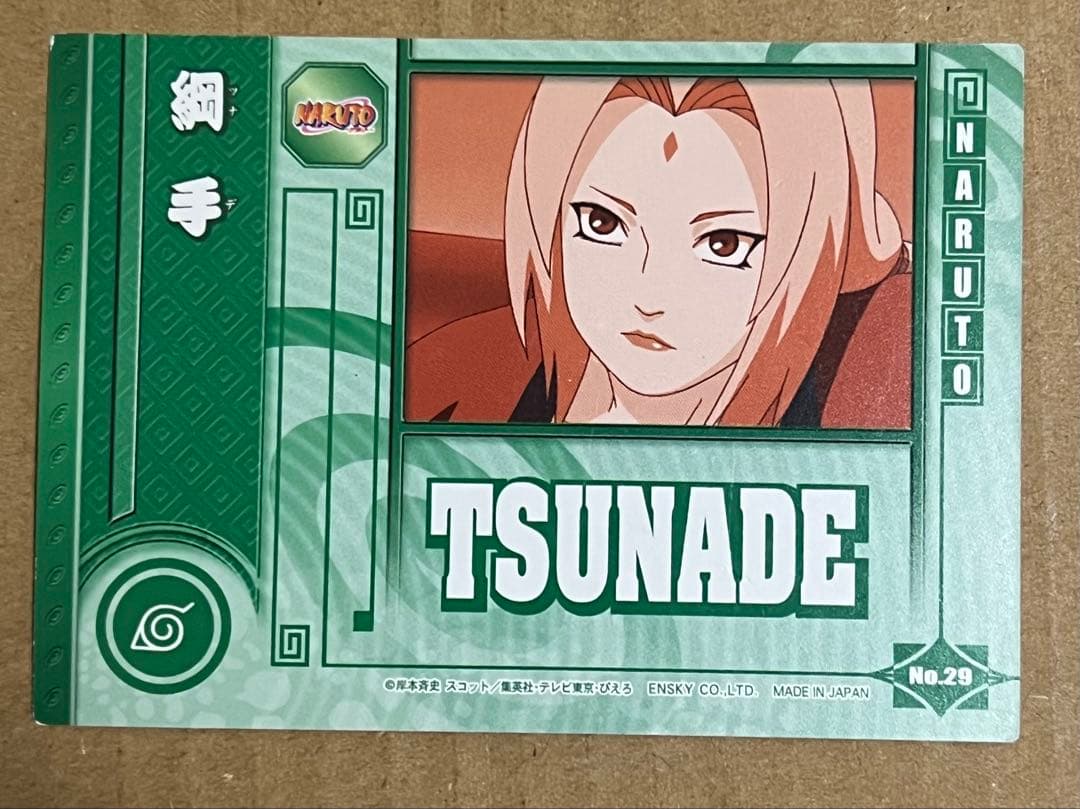 綱手
ツナデ
NARUTO
NARUTO
TSUNADE
©岸本斉史 スコット／集英社・テレビ東京・ぴえろ ENSKY CO.,LTD. MADE IN JAPAN
No.29